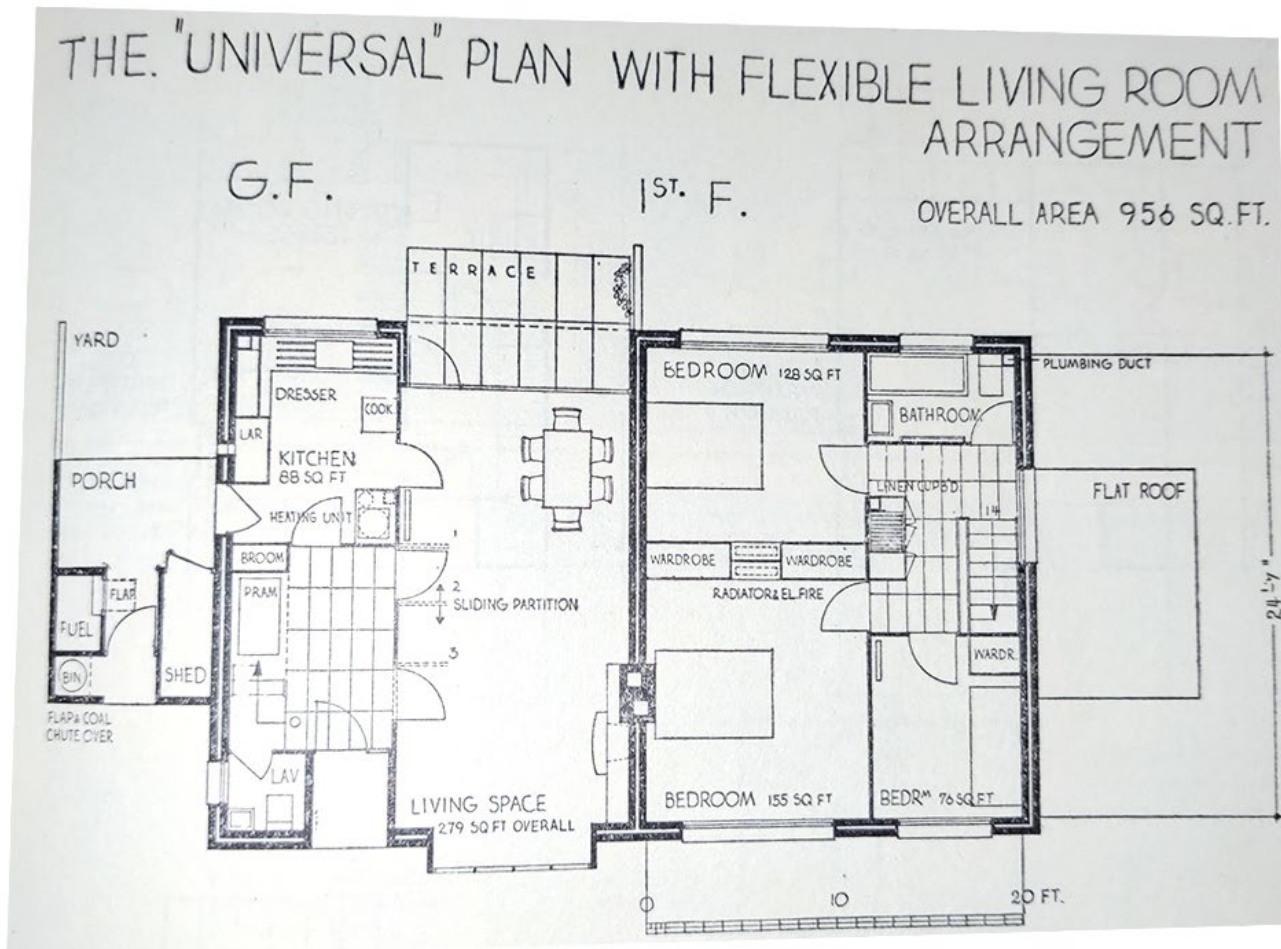 THE. "UNIVERSAL" PLAN WITH FLEXIBLE LIVING ROOM
ARRANGEMENT
G.F.
1ST. F.
OVERALL AREA 956 SQ.FT.
TERRACE
YARD
DRESSER
COOK
LAR
KITCHEN
88 SQ FT
PORCH
HEATING UNIT
BROOM
PRAM
FLAP
FUEL
BIN
SHED
FLAP & COAL
CHUTE OVER
1
2
SLIDING PARTITION
3
LAV
LIVING SPACE
279 SQ FT OVERALL
BEDROOM 128 SQ FT
PLUMBING DUCT
BATHROOM
LINEN CUPB'D
14
FLAT ROOF
WARDROBE
WARDROBE
RADIATOR & EL. FIRE
WARDR.
BEDROOM 155 SQ FT
BEDRM 76 SQ FT
0 10 20 FT.